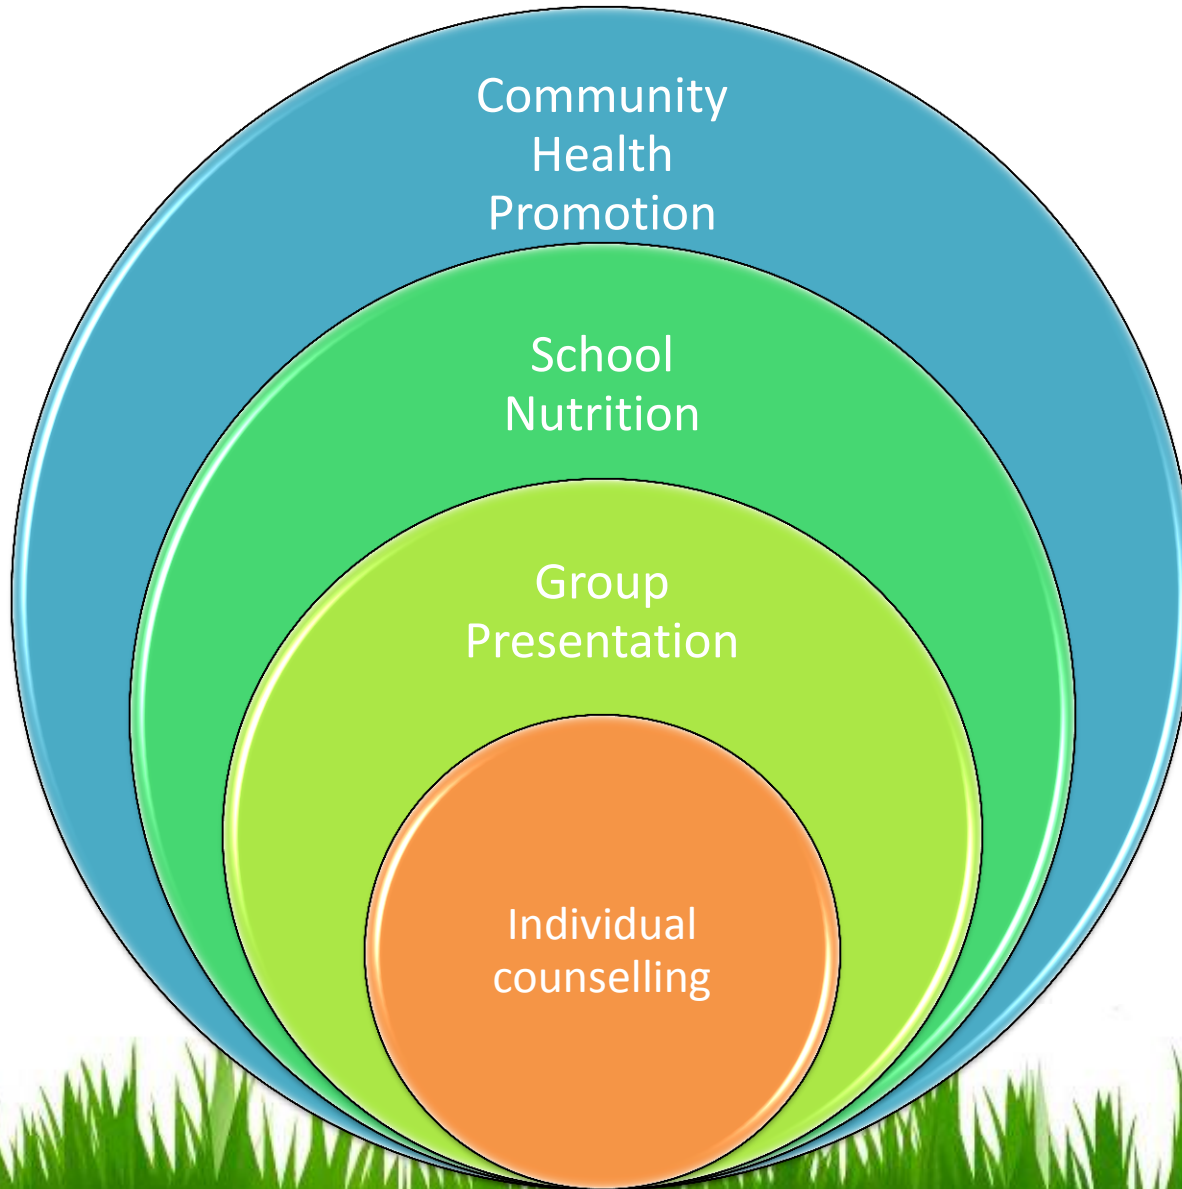 Community
Health
Promotion
School
Nutrition
Group
Presentation
Individual
counselling